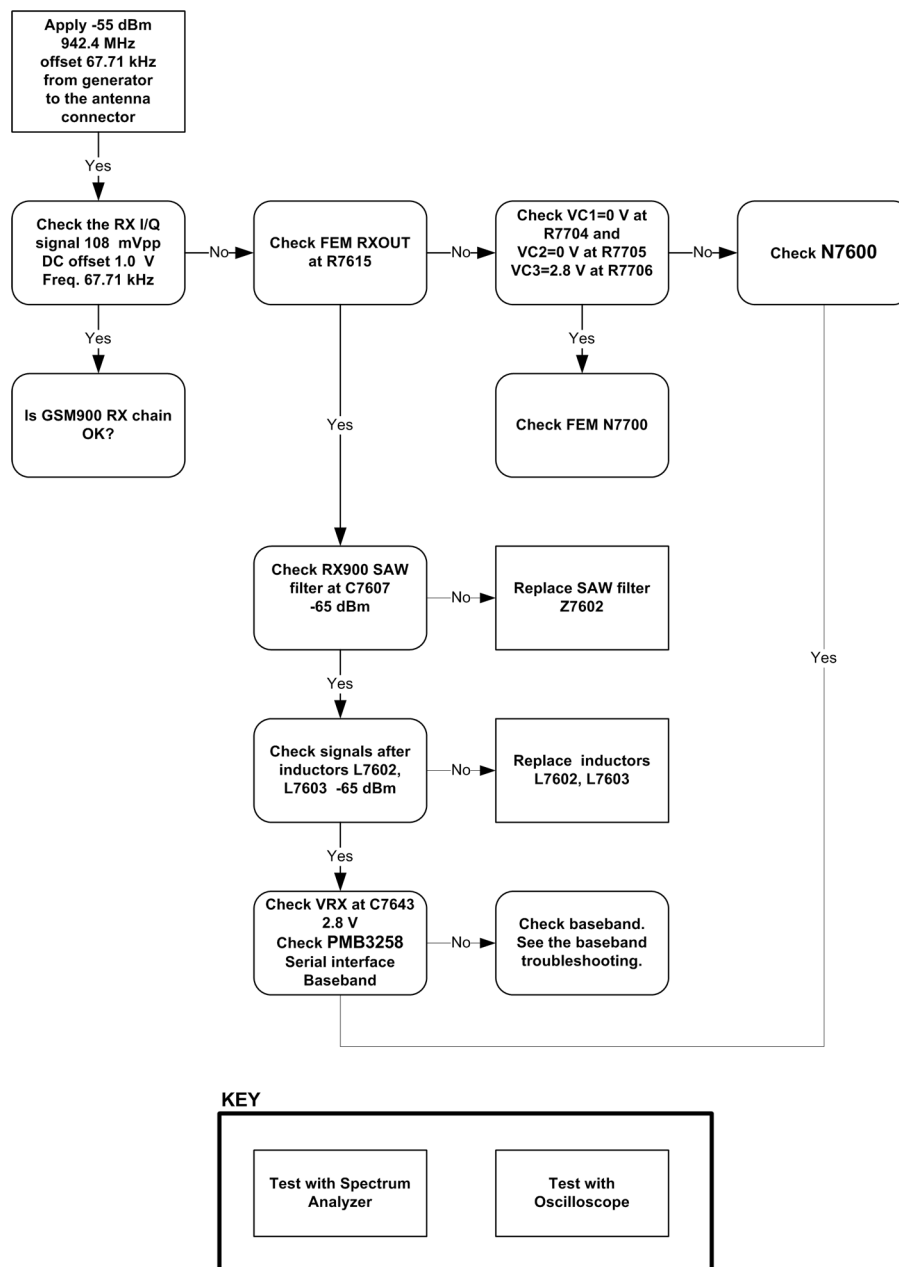 Apply -55 dBm
942.4 MHz
offset 67.71 kHz
from generator
to the antenna
connector
Yes
Check the RX I/Q
signal 108 mVpp
DC offset 1.0 V
Freq. 67.71 kHz
No
Check FEM RXOUT
at R7615
No
Check VC1=0 V at
R7704 and
VC2=0 V at R7705
VC3=2.8 V at R7706
No
Check N7600
Yes
Yes
Is GSM900 RX chain
OK?
Yes
Check FEM N7700
Check RX900 SAW
filter at C7607
-65 dBm
No
Replace SAW filter
Z7602
Yes
Yes
Check signals after
inductors L7602,
L7603 -65 dBm
No
Replace inductors
L7602, L7603
Yes
Check VRX at C7643
2.8 V
Check PMB3258
Serial interface
Baseband
No
Check baseband.
See the baseband
troubleshooting.
KEY
Test with Spectrum
Analyzer
Test with
Oscilloscope